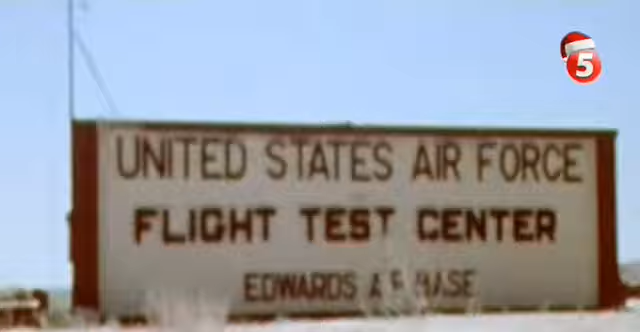 5
UNITED STATES AIR FORCE
FLIGHT TEST CENTER
EDWARDS A F BASE